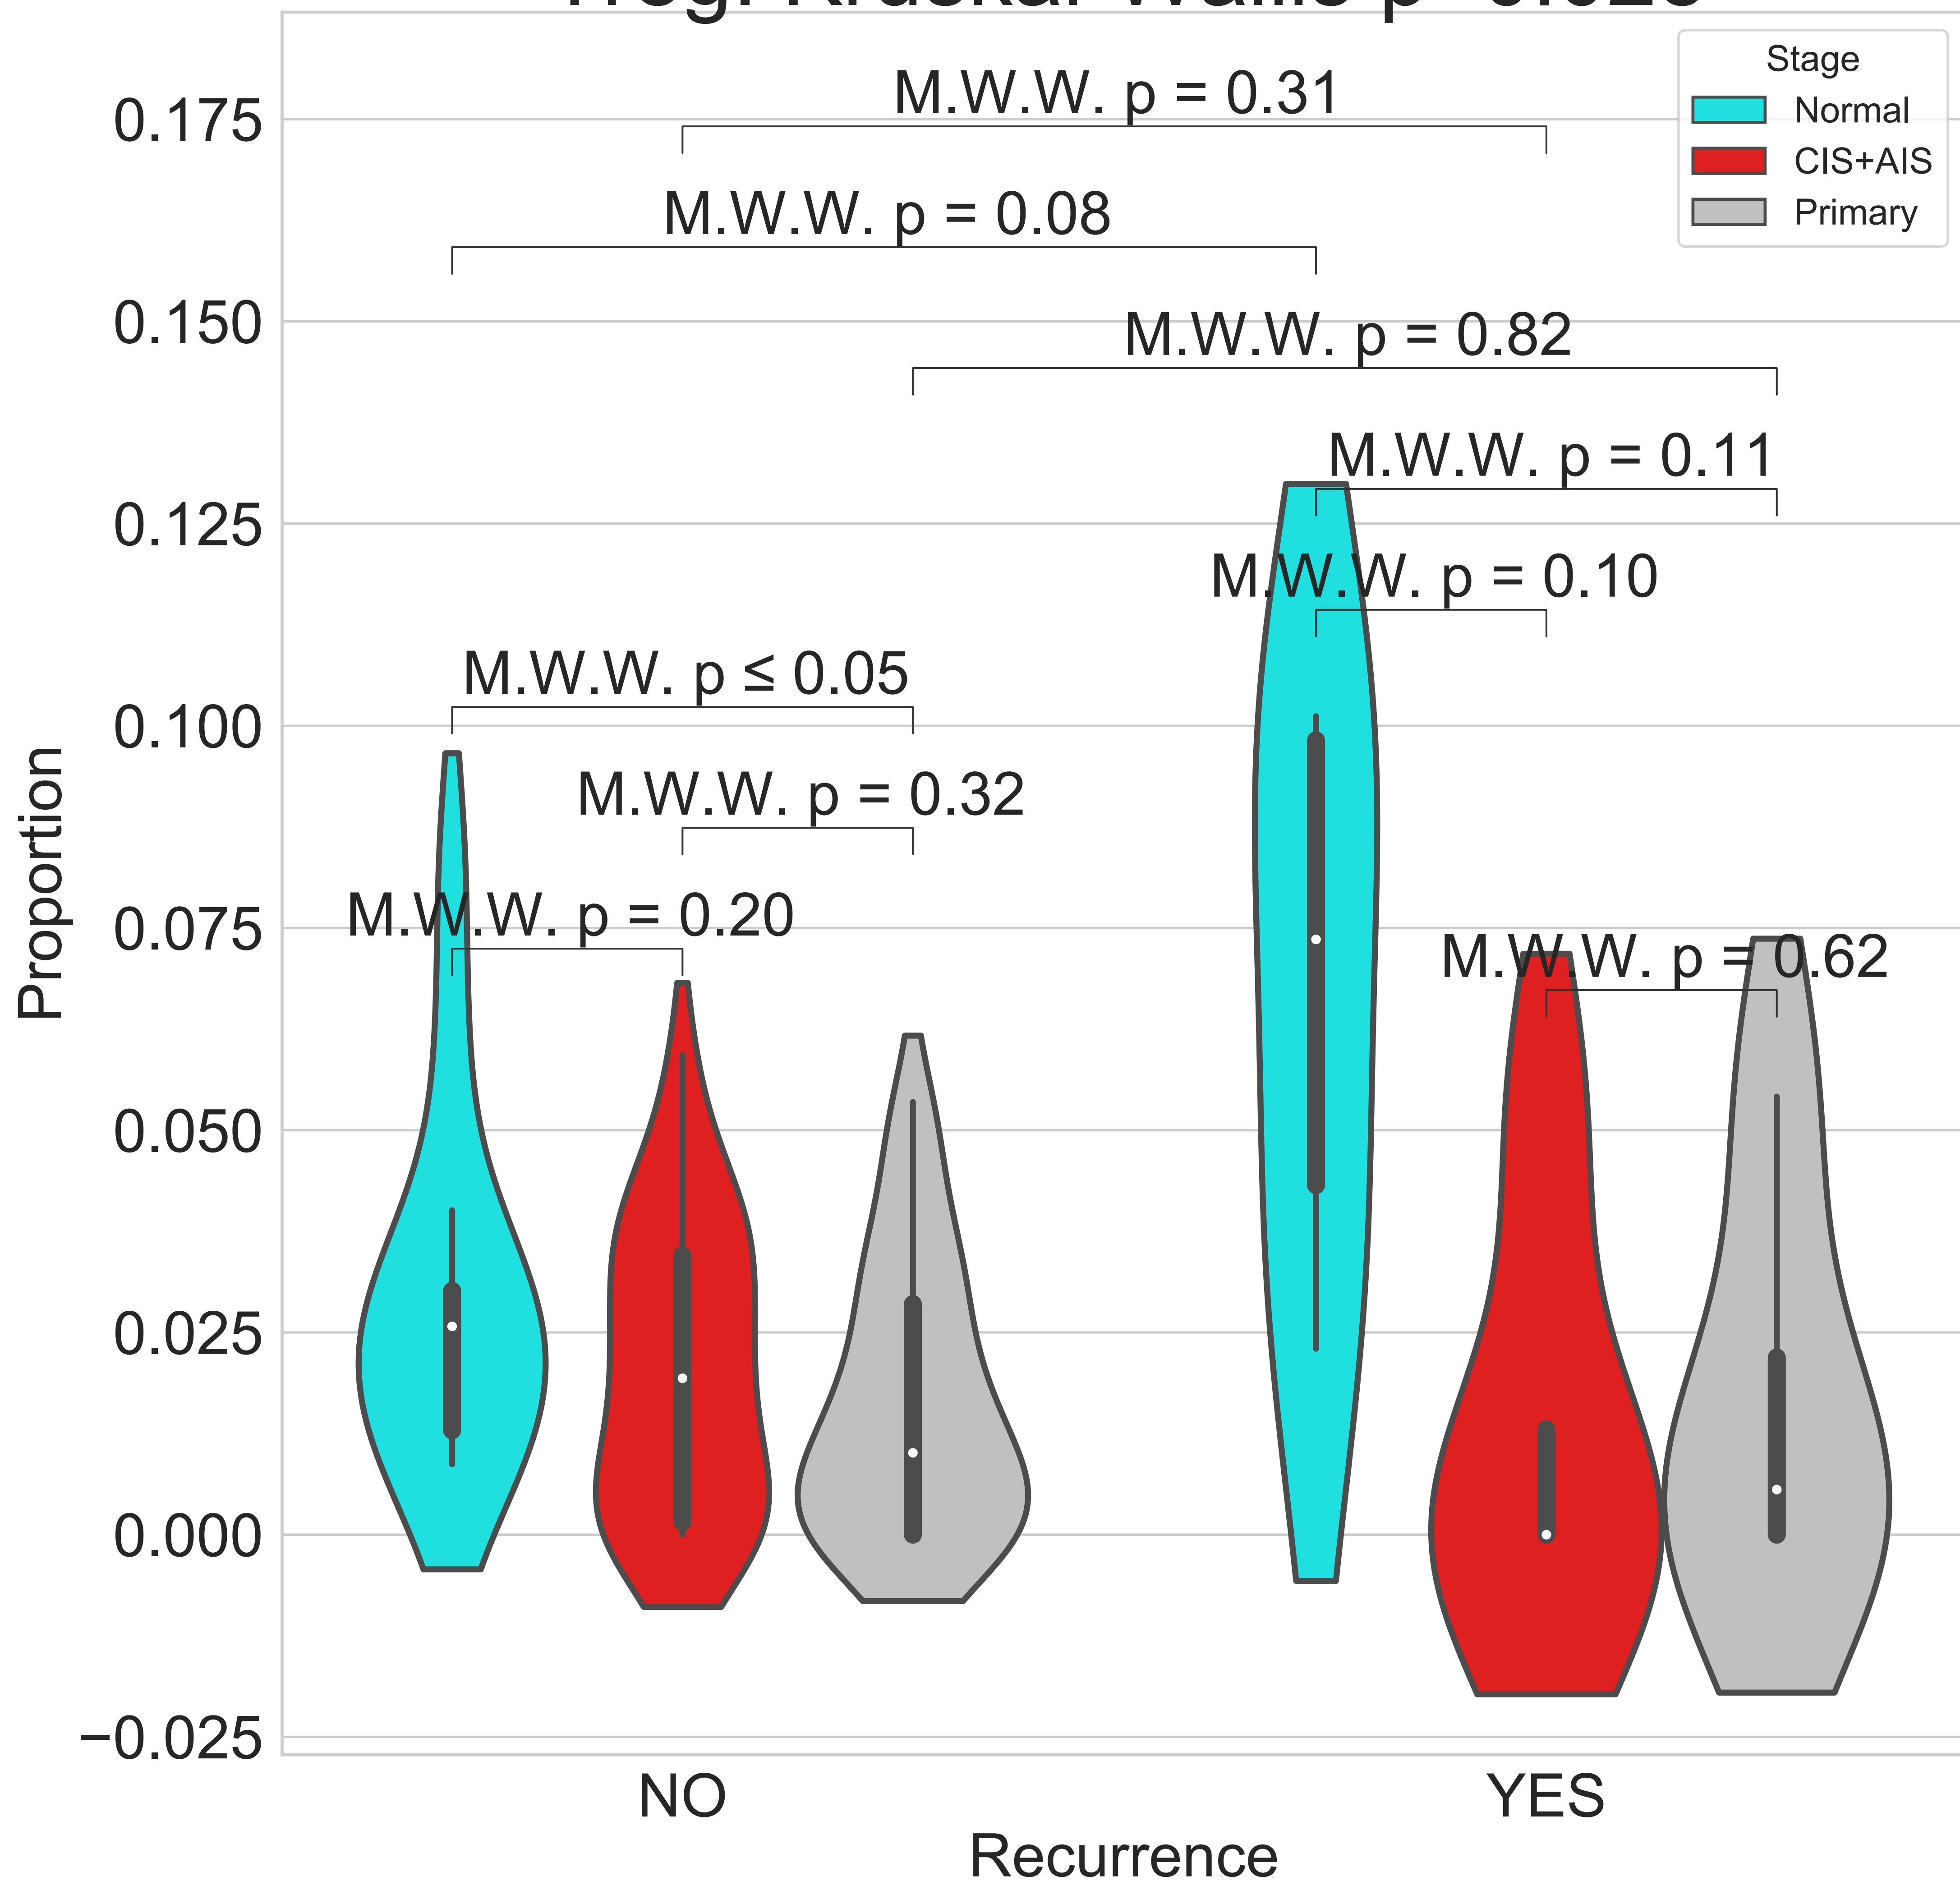 Stage
Normal
CIS+AIS
Primary
M.W.W. p = 0.31
M.W.W. p = 0.08
M.W.W. p = 0.82
M.W.W. p = 0.11
M.W.W. p = 0.10
M.W.W. p ≤ 0.05
M.W.W. p = 0.32
M.W.W. p = 0.20
M.W.W. p = 0.62
Proportion
0.175
0.150
0.125
0.100
0.075
0.050
0.025
0.000
−0.025
NO
YES
Recurrence